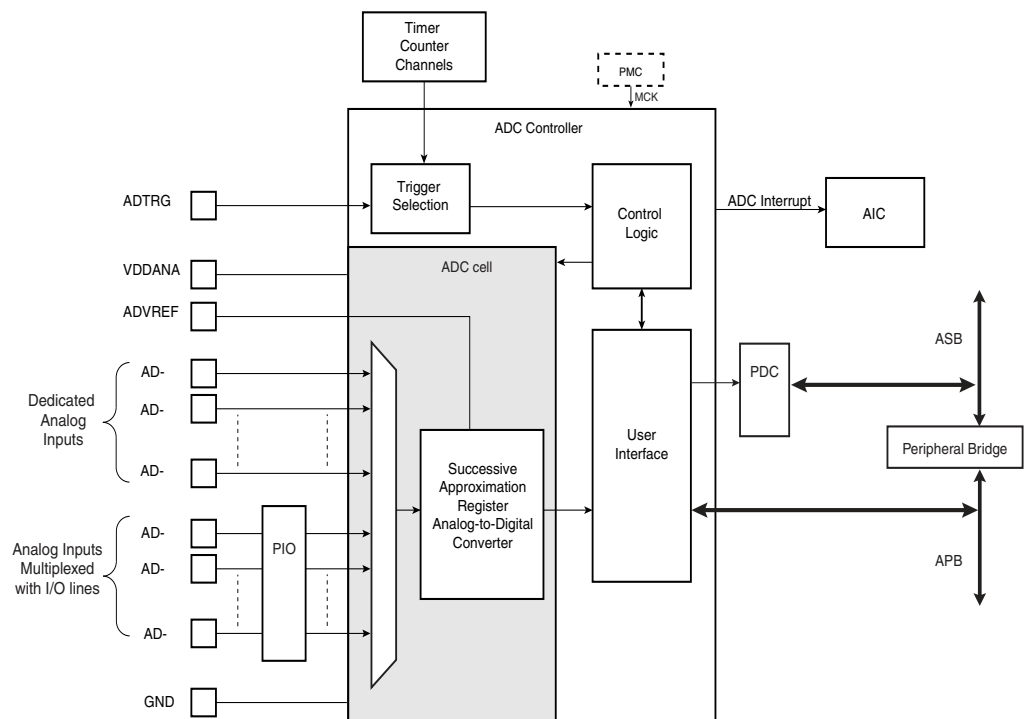 Timer
Counter
Channels
PMC
MCK
ADC Controller
ADTRG
Trigger
Selection
Control
Logic
ADC Interrupt
AIC
VDDANA
ADC cell
ADVREF
ASB
AD-
PDC
Dedicated
Analog
Inputs
AD-
AD-
User
Interface
Peripheral Bridge
Successive
Approximation
Register
Analog-to-Digital
Converter
Analog Inputs
Multiplexed
with I/O lines
AD-
PIO
AD-
AD-
APB
GND